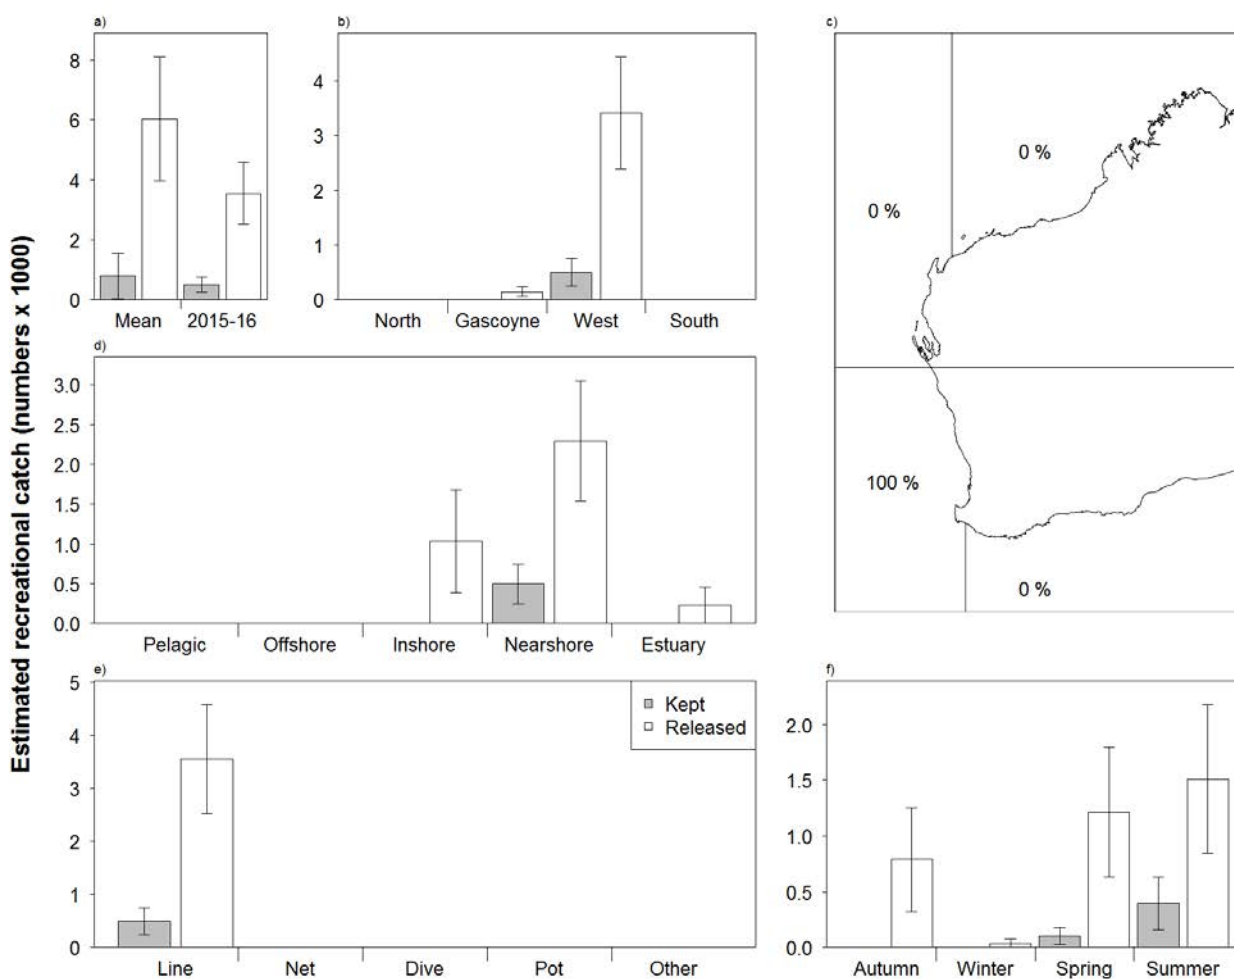 Estimated recreational catch (numbers x 1000)
a)
8
6
4
2
0
Mean 2015-16
b)
4
3
2
1
0
North Gascoyne West South
c)
0 %
0 %
100 %
0 %
d)
3.0
2.5
2.0
1.5
1.0
0.5
0.0
Pelagic Offshore Inshore Nearshore Estuary
e)
5
4
3
2
1
0
Kept
Released
Line Net Dive Pot Other
f)
2.0
1.5
1.0
0.5
0.0
Autumn Winter Spring Summer